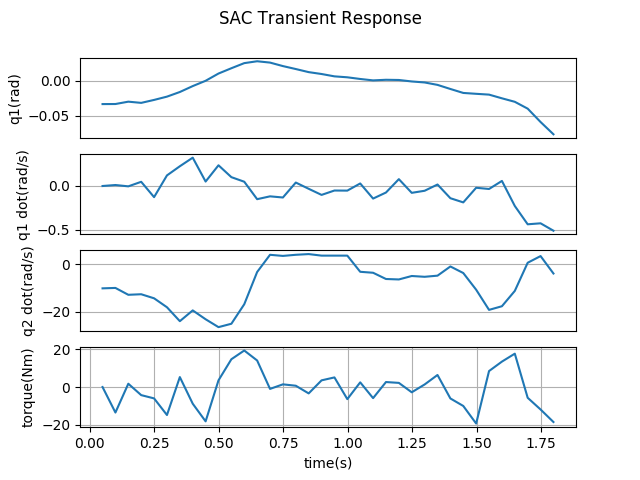 SAC Transient Response
q1(rad)
0.00
−0.05
q1 dot(rad/s)
0.0
−0.5
q2 dot(rad/s)
0
−20
torque(Nm)
20
0
−20
0.00 0.25 0.50 0.75 1.00 1.25 1.50 1.75
time(s)